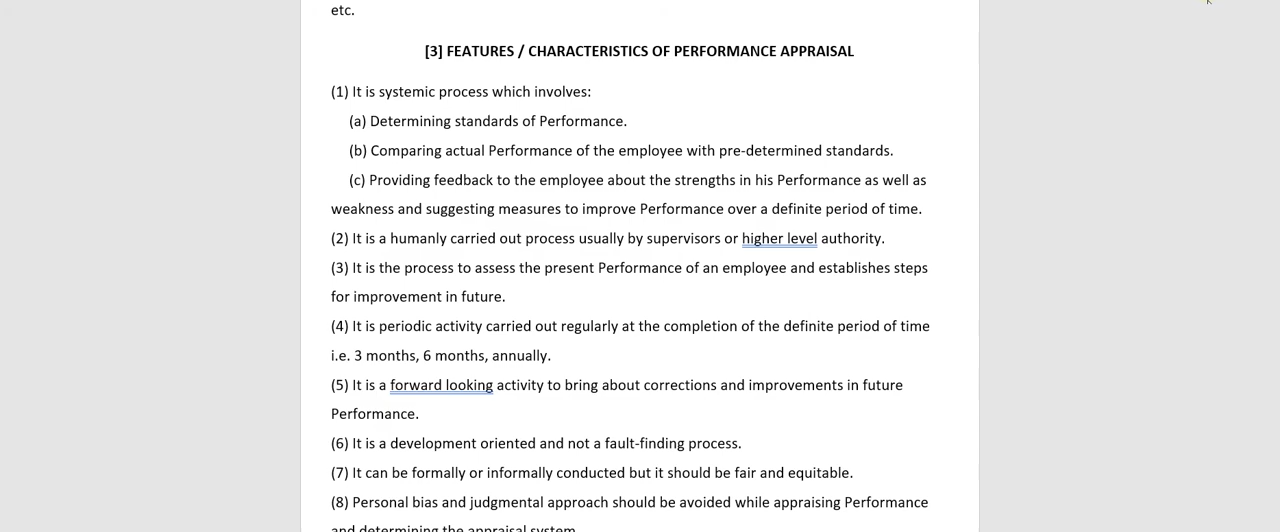 etc.
[3] FEATURES / CHARACTERISTICS OF PERFORMANCE APPRAISAL
(1) It is systemic process which involves:
(a) Determining standards of Performance.
(b) Comparing actual Performance of the employee with pre-determined standards.
(c) Providing feedback to the employee about the strengths in his Performance as well as
weakness and suggesting measures to improve Performance over a definite period of time.
(2) It is a humanly carried out process usually by supervisors or higher level authority.
(3) It is the process to assess the present Performance of an employee and establishes steps
for improvement in future.
(4) It is periodic activity carried out regularly at the completion of the definite period of time
i.e. 3 months, 6 months, annually.
(5) It is a forward looking activity to bring about corrections and improvements in future
Performance.
(6) It is a development oriented and not a fault-finding process.
(7) It can be formally or informally conducted but it should be fair and equitable.
(8) Personal bias and judgmental approach should be avoided while appraising Performance
and determining the appraisal system.